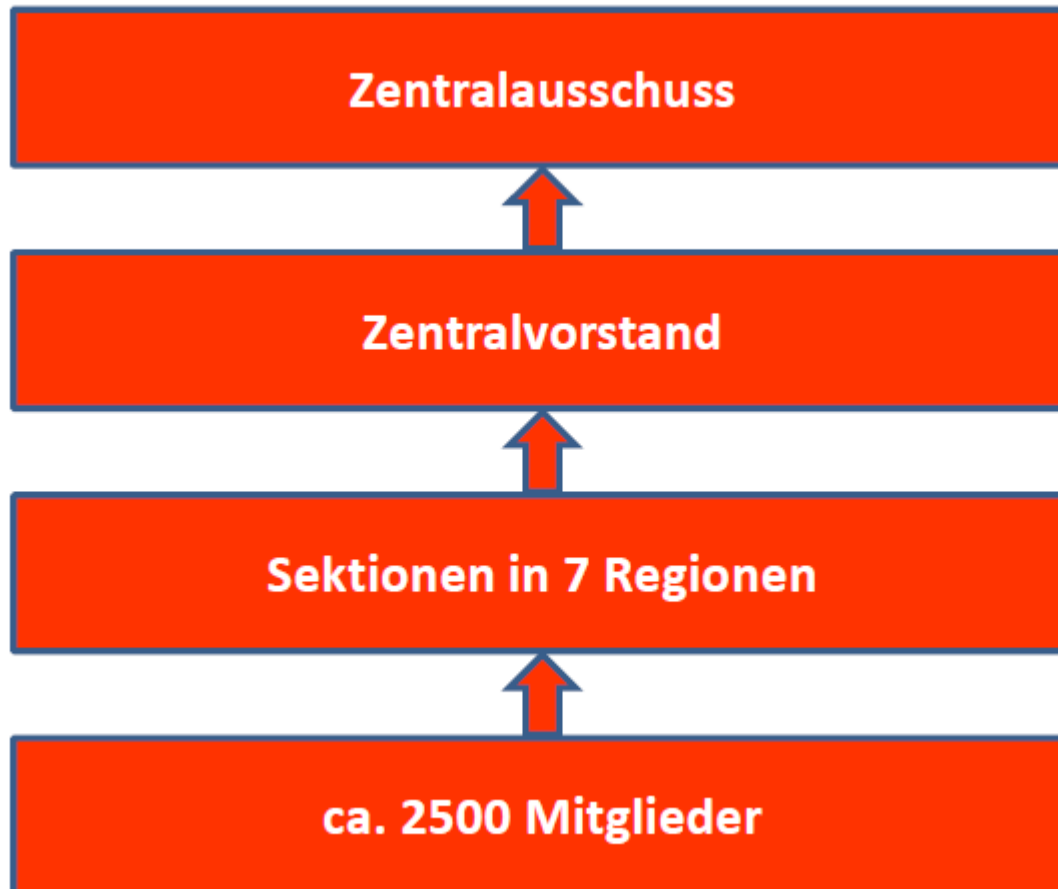 Zentralausschuss
Zentralvorstand
Sektionen in 7 Regionen
ca. 2500 Mitglieder